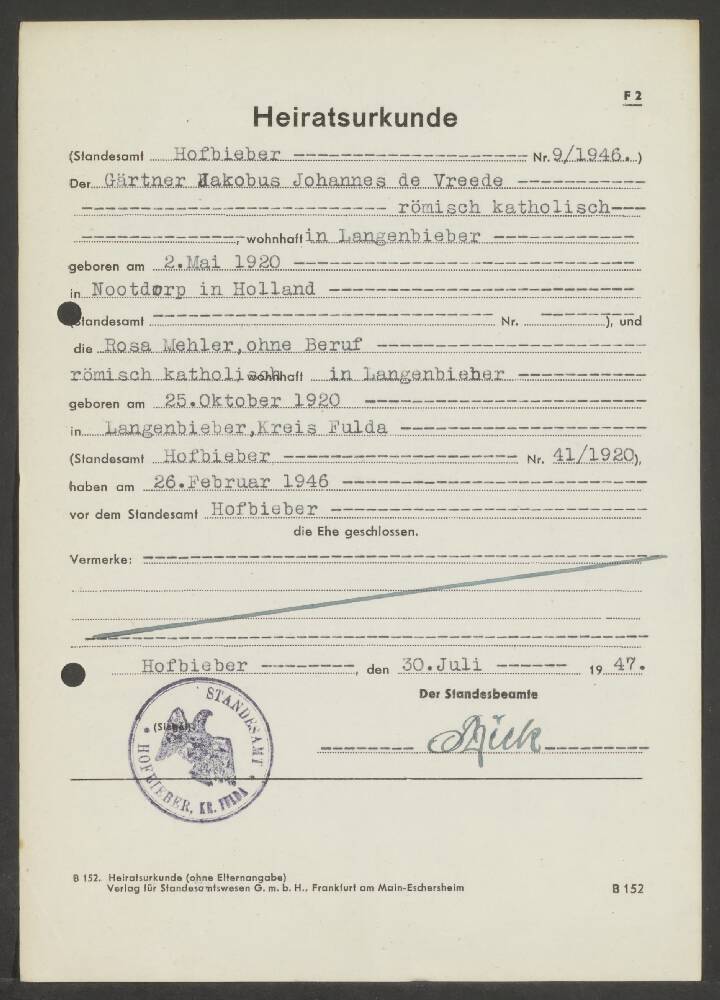 F 2
Heiratsurkunde
(Standesamt Hofbieber ---------- Nr. 9/1946. )
Der Gärtner Jakobus Johannes de Vreede ----------
---------- römisch katholisch---
----------, wohnhaft in Langenbieber ----------
geboren am 2.Mai 1920 ----------
in Nootdorp in Holland ----------
(Standesamt ---------- Nr. ----------), und
die Rosa Mehler,ohne Beruf ----------
römisch katholisch wohnhaft in Langenbieber ----------
geboren am 25.Oktober 1920 ----------
in Langenbieber,Kreis Fulda ----------
(Standesamt Hofbieber ---------- Nr. 41/1920),
haben am 26.Februar 1946 ----------
vor dem Standesamt Hofbieber ----------
die Ehe geschlossen.
Vermerke: ----------
Hofbieber --------, den 30.Juli ------ 19 47.
Der Standesbeamte
(Siegel)
STANDESAMT
HOFBIEBER, KR. FULDA
B 152. Heiratsurkunde (ohne Elternangabe)
Verlag für Standesamtswesen G. m. b. H., Frankfurt am Main-Eschersheim
B 152